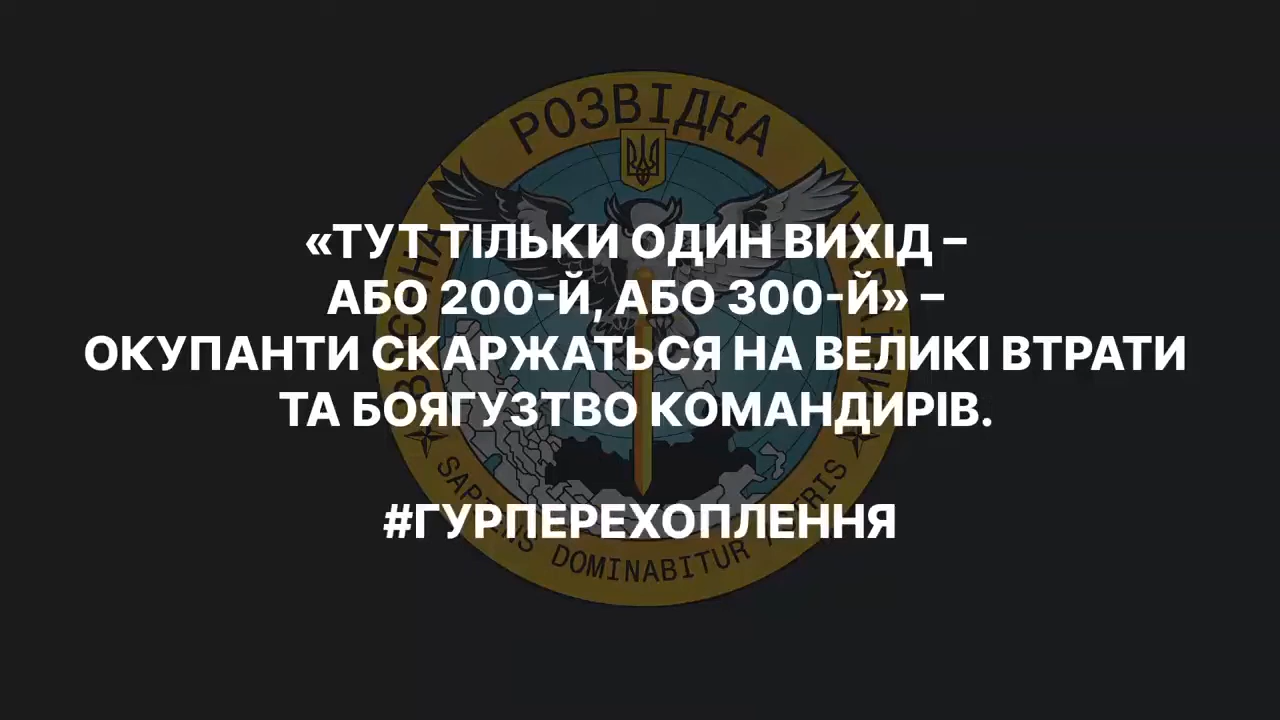 «ТУТ ТІЛЬКИ ОДИН ВИХІД –
АБО 200-Й, АБО 300-Й» –
ОКУПАНТИ СКАРЖАТЬСЯ НА ВЕЛИКІ ВТРАТИ
ТА БОЯГУЗТВО КОМАНДИРІВ.
#ГУРПЕРЕХОПЛЕННЯ
РОЗВІДКА
DOMINABITUR